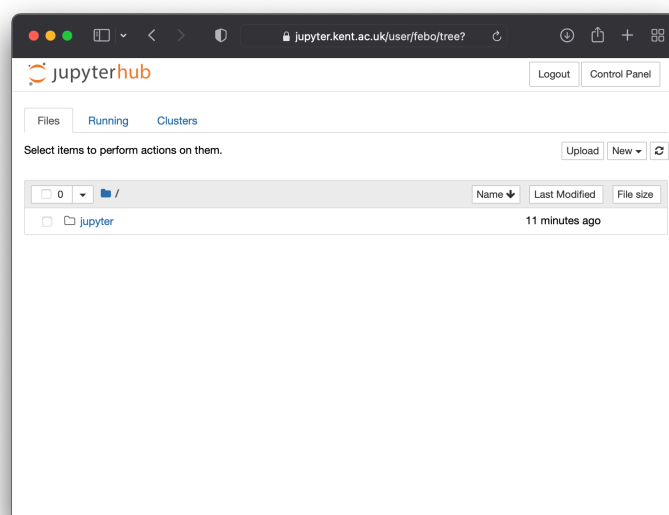 jupyter.kent.ac.uk/user/febo/tree?
jupyterhub
Logout Control Panel
Files Running Clusters
Select items to perform actions on them.
Upload New
0 / Name Last Modified File size
jupyter 11 minutes ago